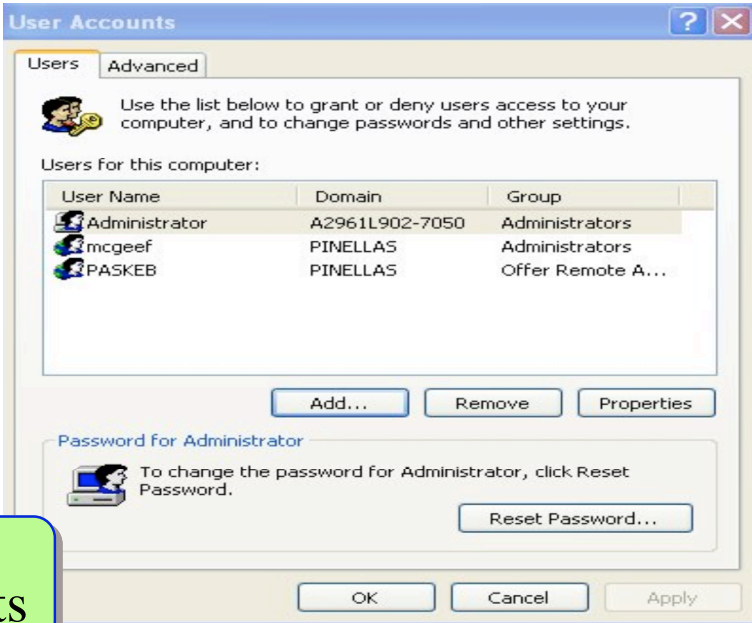 User Accounts
Users Advanced
Use the list below to grant or deny users access to your
computer, and to change passwords and other settings.
Users for this computer:
User Name Domain Group
Administrator A2961L902-7050 Administrators
mcgeef PINELLAS Administrators
PASKEB PINELLAS Offer Remote A...
Add... Remove Properties
Password for Administrator
To change the password for Administrator, click Reset
Password.
Reset Password...
OK Cancel Apply
ts